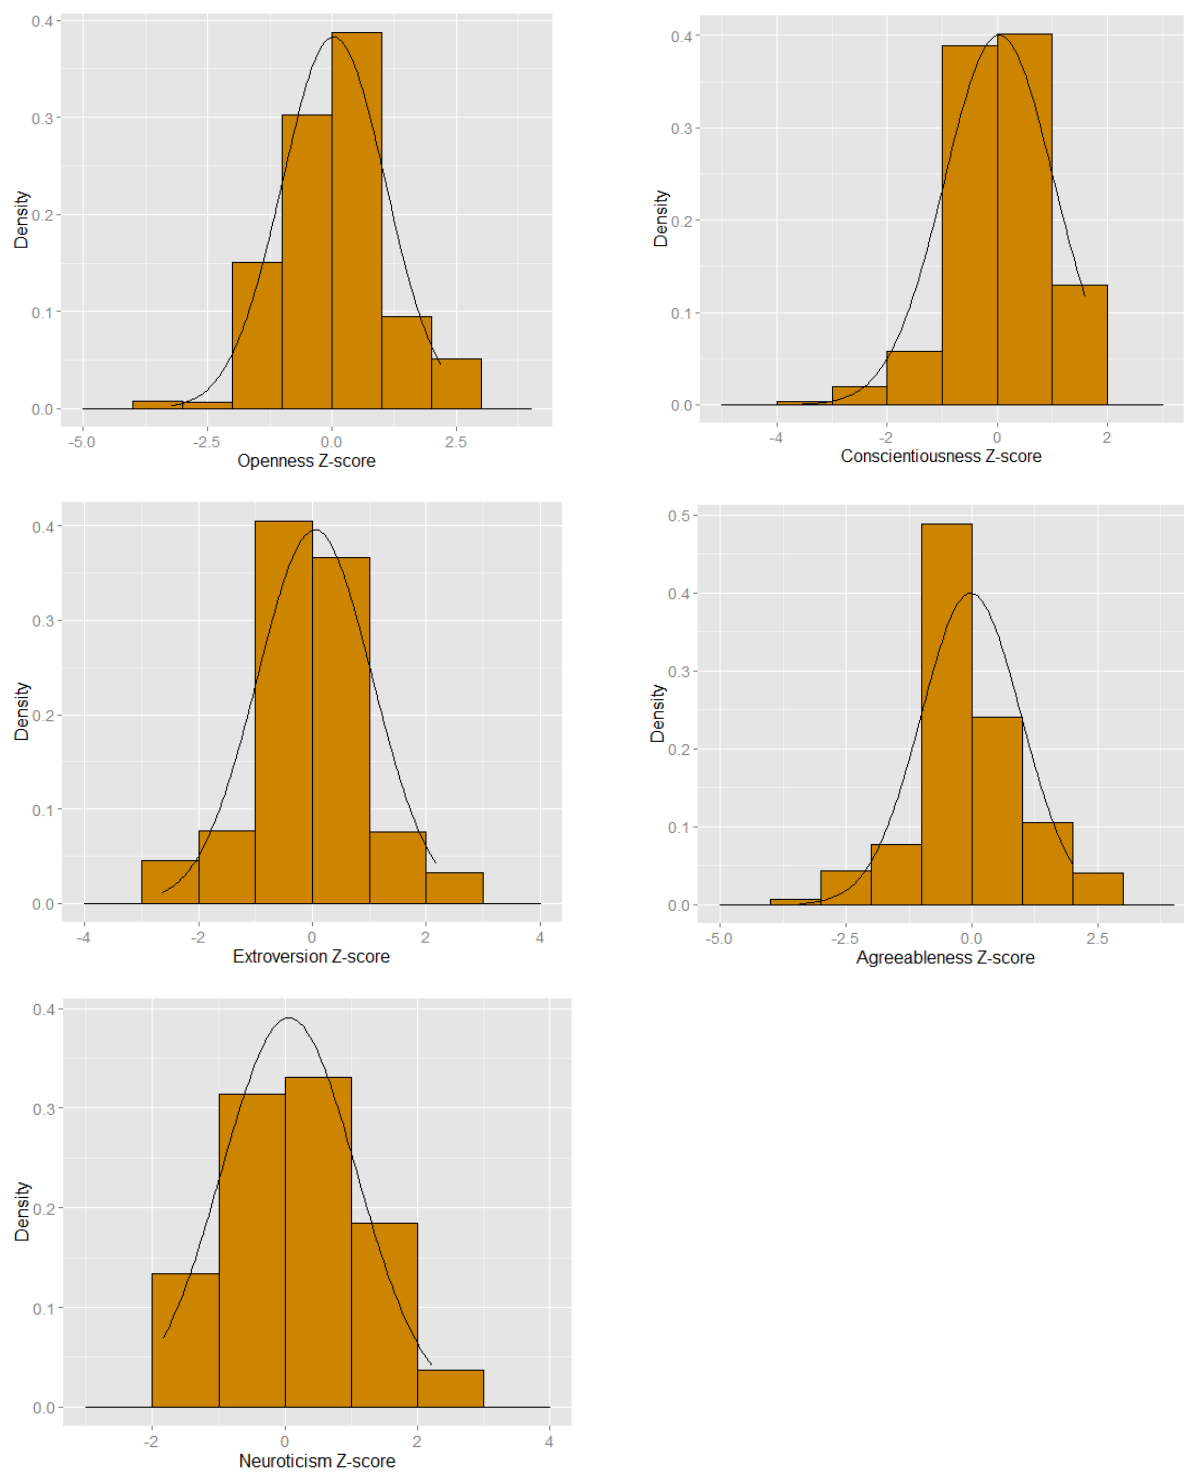 0.4
0.3
0.2
0.1
0.0
Density
-5.0 -2.5 0.0 2.5
Openness Z-score
0.4
0.3
0.2
0.1
0.0
Density
-4 -2 0 2
Conscientiousness Z-score
0.4
0.3
0.2
0.1
0.0
Density
-4 -2 0 2 4
Extroversion Z-score
0.5
0.4
0.3
0.2
0.1
0.0
Density
-5.0 -2.5 0.0 2.5
Agreeableness Z-score
0.4
0.3
0.2
0.1
0.0
Density
-2 0 2 4
Neuroticism Z-score